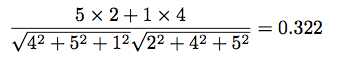 5 × 2 + 1 × 4
√4² + 5² + 1²√2² + 4² + 5² = 0.322